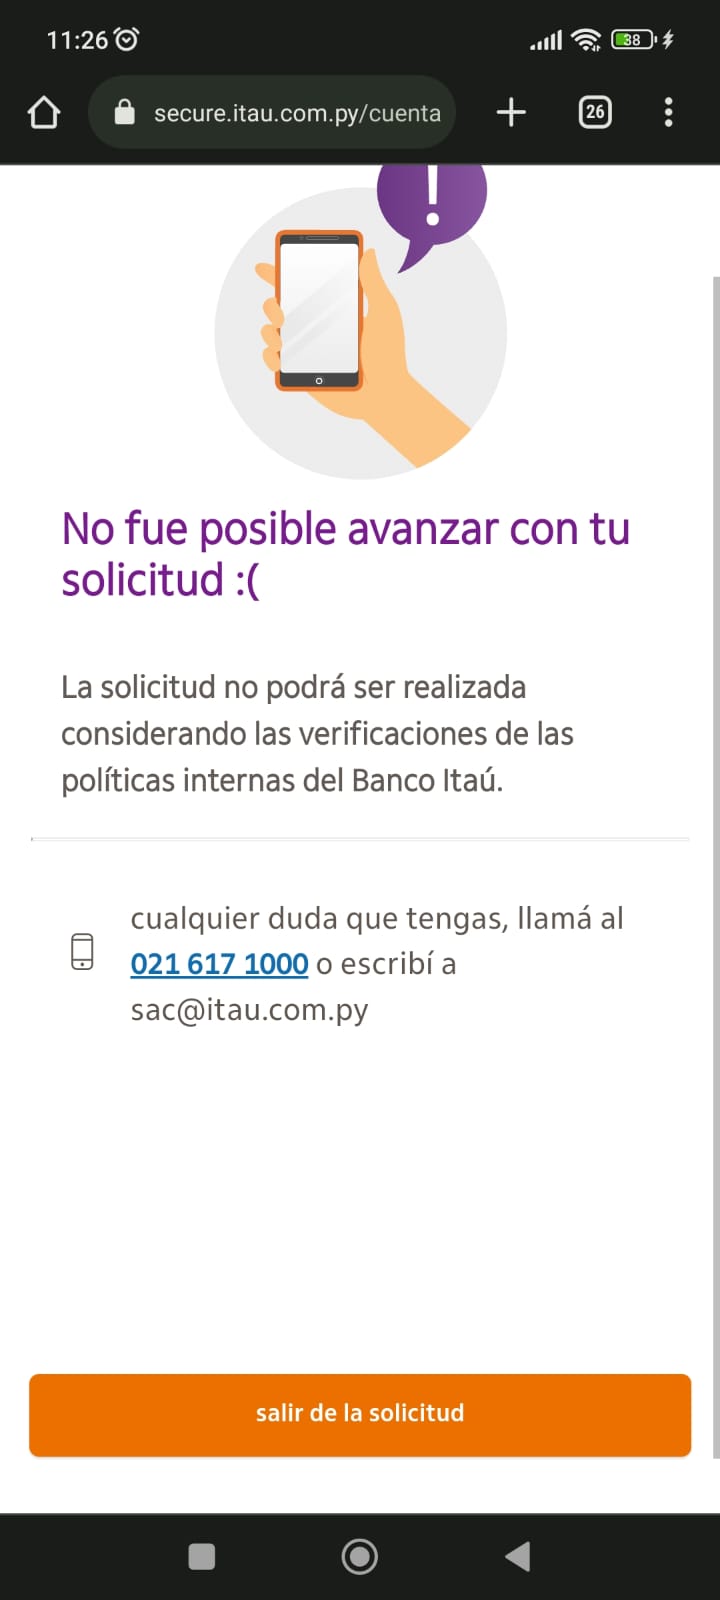 11:26
38
secure.itau.com.py/cuenta
26
!
No fue posible avanzar con tu
solicitud :(
La solicitud no podrá ser realizada
considerando las verificaciones de las
políticas internas del Banco Itaú.
cualquier duda que tengas, llamá al
021 617 1000 o escribí a
sac@itau.com.py
salir de la solicitud